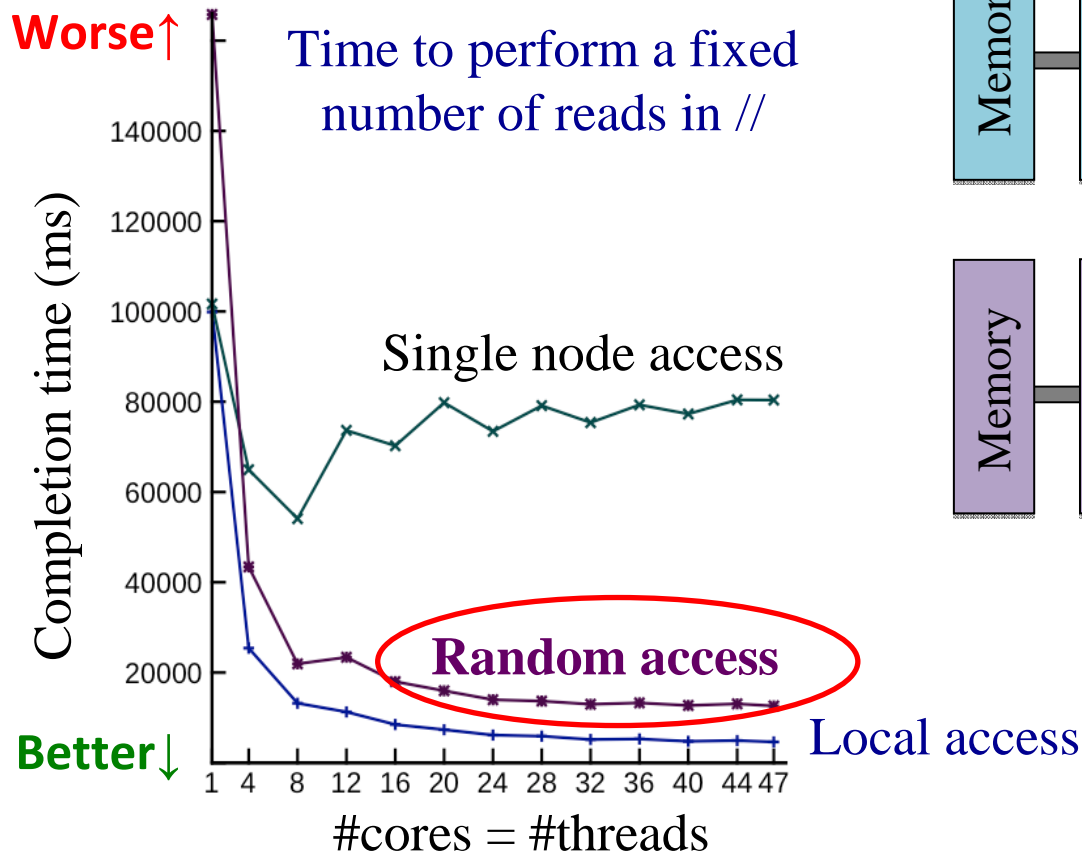 Worse↑
Time to perform a fixed
number of reads in //
140000
120000
100000
80000
60000
40000
20000
Completion time (ms)
Single node access
Random access
Local access
Better↓
1 4 8 12 16 20 24 28 32 36 40 44 47
#cores = #threads
Memory